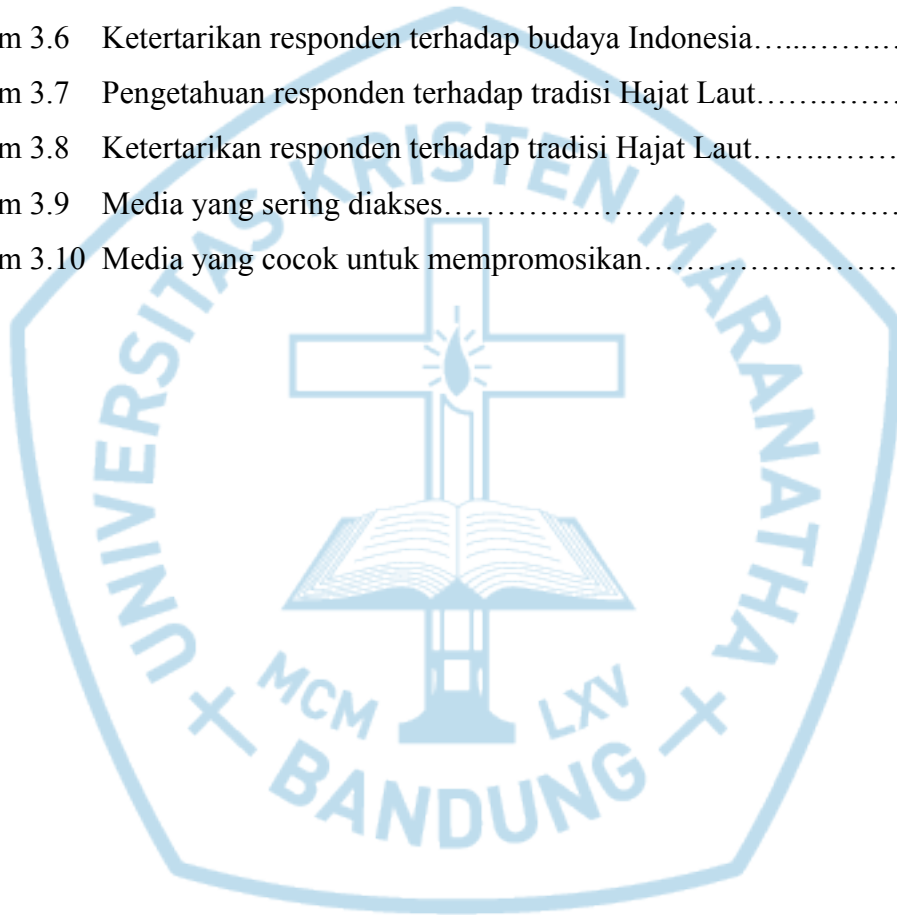 m 3.6 Ketertarikan responden terhadap budaya Indonesia…...…….…
m 3.7 Pengetahuan responden terhadap tradisi Hajat Laut…….……
m 3.8 Ketertarikan responden terhadap tradisi Hajat Laut…….……
m 3.9 Media yang sering diakses……………………………………
m 3.10 Media yang cocok untuk mempromosikan……………………
UNIVERSITAS KRISTEN MARANATHA
MCM LXV
BANDUNG